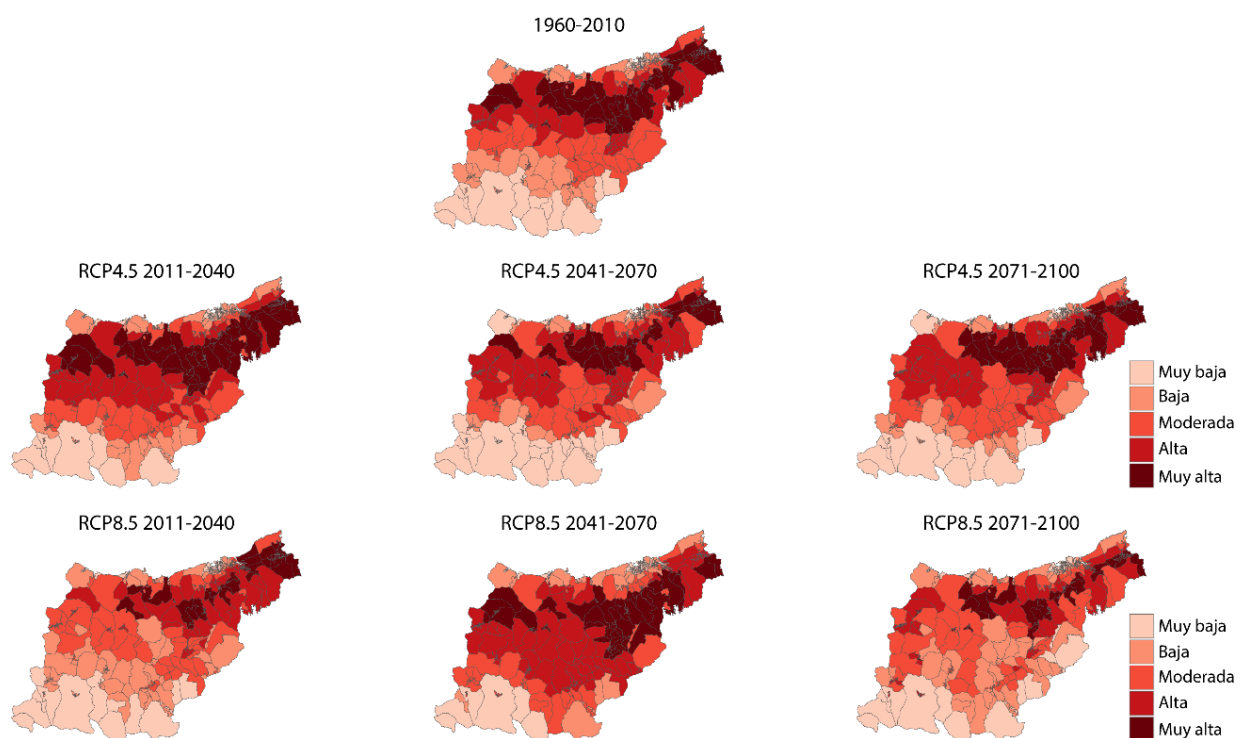 1960-2010
RCP4.5 2011-2040
RCP4.5 2041-2070
RCP4.5 2071-2100
Muy baja
Baja
Moderada
Alta
Muy alta
RCP8.5 2011-2040
RCP8.5 2041-2070
RCP8.5 2071-2100
Muy baja
Baja
Moderada
Alta
Muy alta